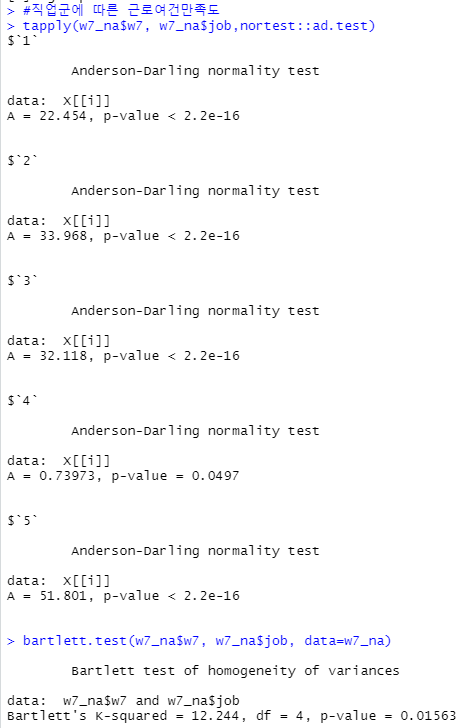 > #직업군에 따른 근로여건만족도
> tapply(w7_na$w7, w7_na$job,nortest::ad.test)
$`1`
Anderson-Darling normality test
data:  X[[i]]
A = 22.454, p-value < 2.2e-16
$`2`
Anderson-Darling normality test
data:  X[[i]]
A = 33.968, p-value < 2.2e-16
$`3`
Anderson-Darling normality test
data:  X[[i]]
A = 32.118, p-value < 2.2e-16
$`4`
Anderson-Darling normality test
data:  X[[i]]
A = 0.73973, p-value = 0.0497
$`5`
Anderson-Darling normality test
data:  X[[i]]
A = 51.801, p-value < 2.2e-16
> bartlett.test(w7_na$w7, w7_na$job, data=w7_na)
Bartlett test of homogeneity of variances
data:  w7_na$w7 and w7_na$job
Bartlett's K-squared = 12.244, df = 4, p-value = 0.01563